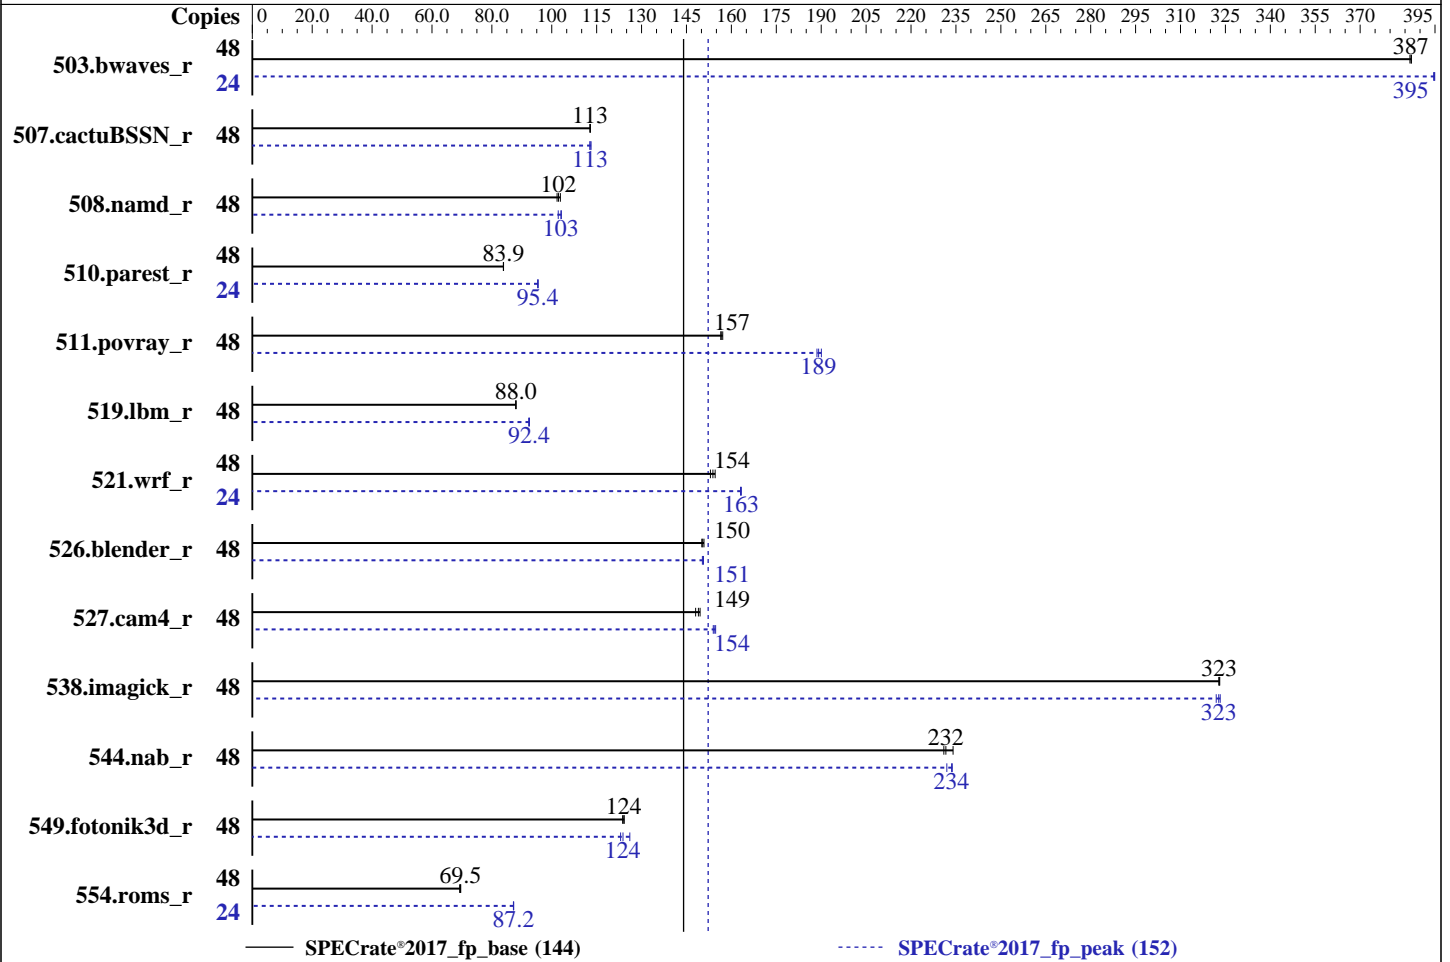 Copies 0 20.0 40.0 60.0 80.0 100 115 130 145 160 175 190 205 220 235 250 265 280 295 310 325 340 355 370 395
503.bwaves_r 48 387
24 395
507.cactuBSSN_r 48 113
113
508.namd_r 48 102
103
510.parest_r 48 83.9
24 95.4
511.povray_r 48 157
189
519.lbm_r 48 88.0
92.4
521.wrf_r 48 154
24 163
526.blender_r 48 150
151
527.cam4_r 48 149
154
538.imagick_r 48 323
323
544.nab_r 48 232
234
549.fotonik3d_r 48 124
124
554.roms_r 48 69.5
24 87.2
SPECrate®2017_fp_base (144) SPECrate®2017_fp_peak (152)